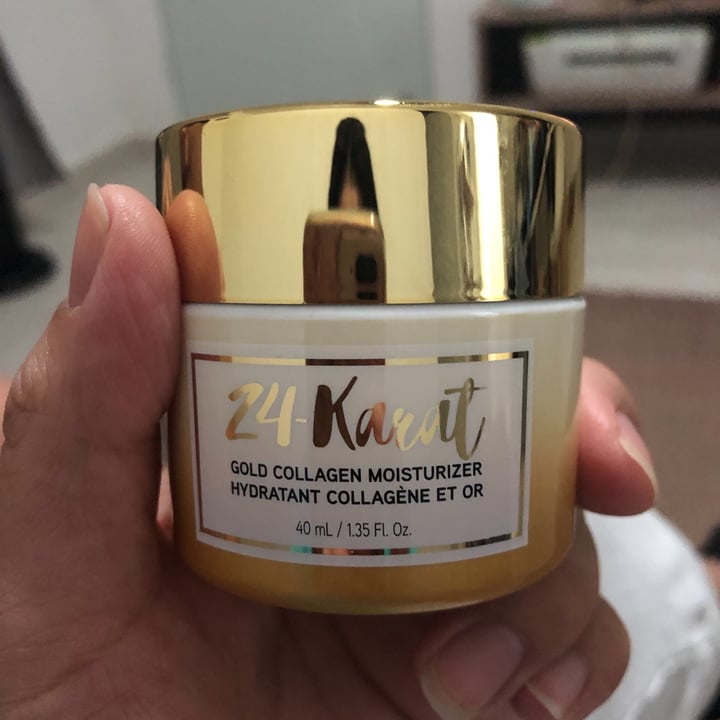 24-Karat
GOLD COLLAGEN MOISTURIZER
HYDRATANT COLLAGÈNE ET OR
40 mL / 1.35 Fl. Oz.